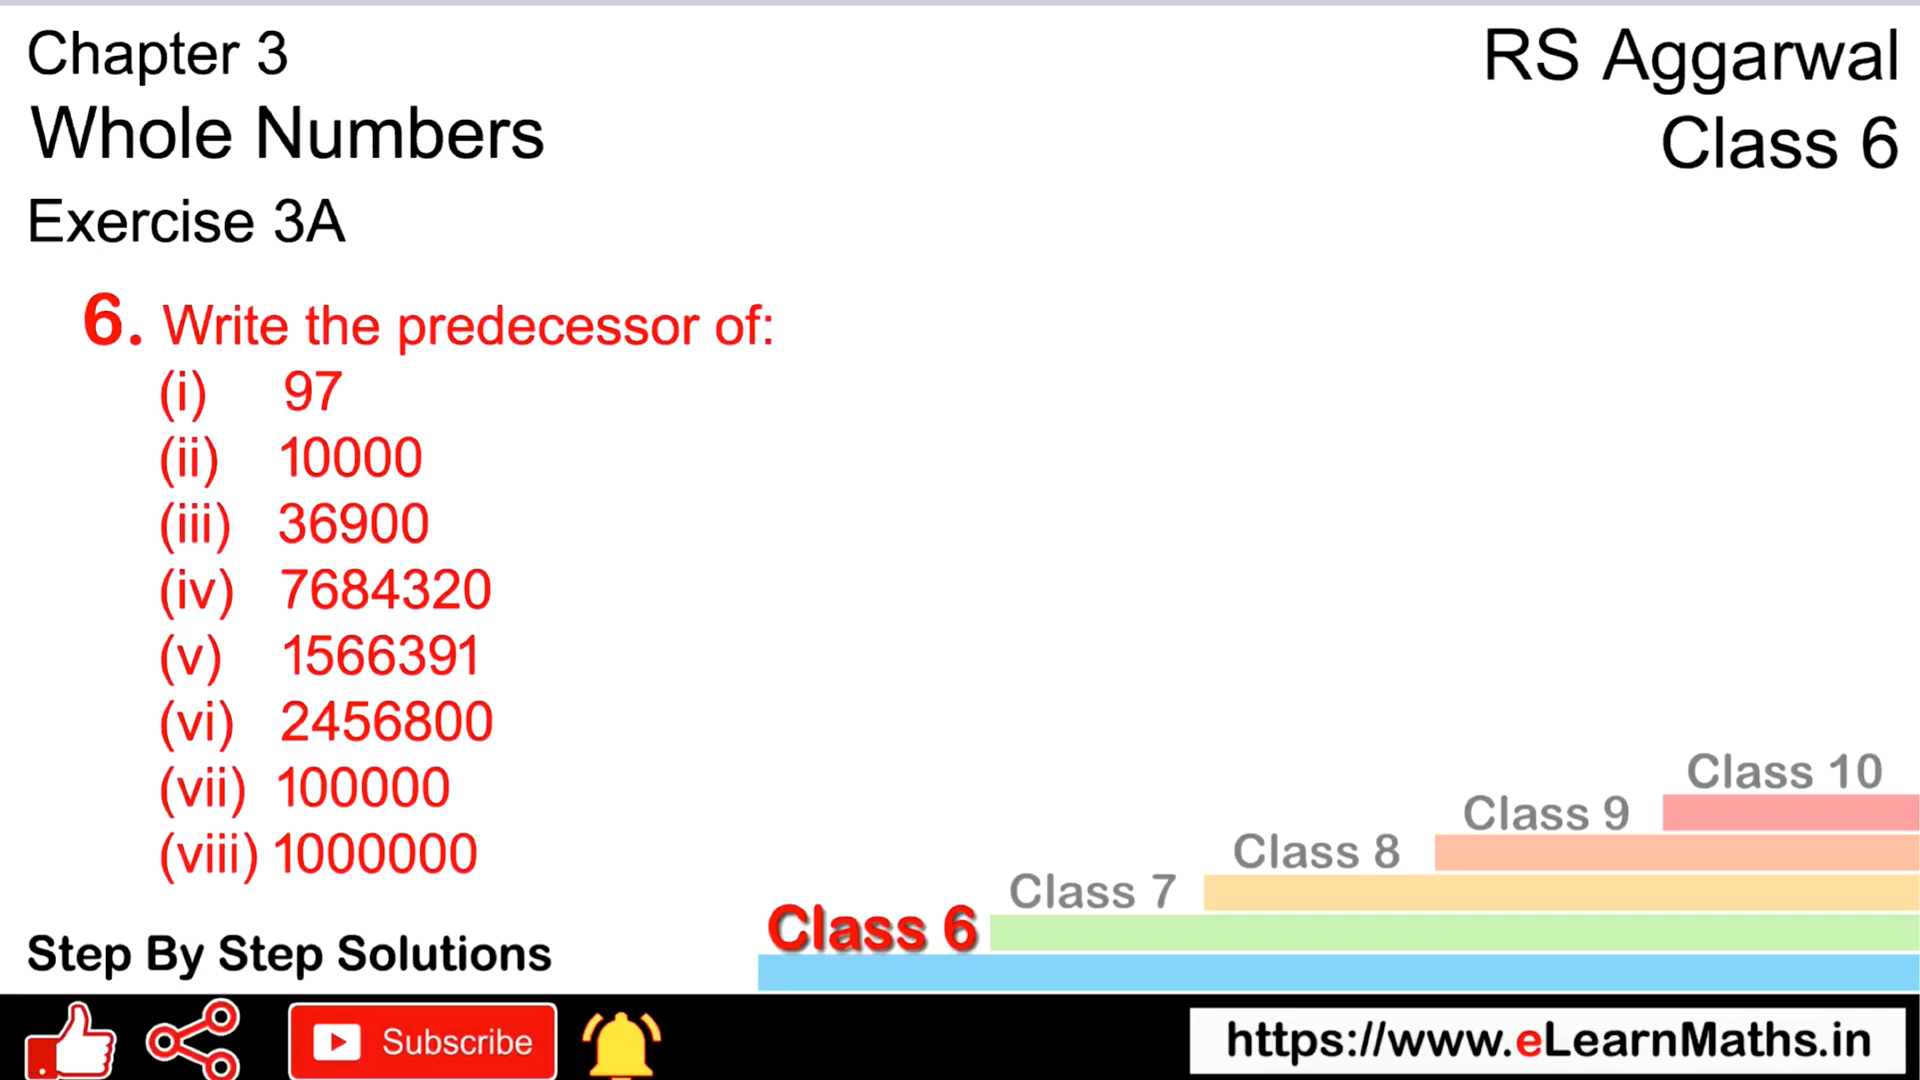 Chapter 3
Whole Numbers
Exercise 3A
RS Aggarwal
Class 6
6. Write the predecessor of:
(i) 97
(ii) 10000
(iii) 36900
(iv) 7684320
(v) 1566391
(vi) 2456800
(vii) 100000
(viii) 1000000
Class 10
Class 9
Class 8
Class 7
Class 6
Step By Step Solutions
Subscribe
https://www.eLearnMaths.in